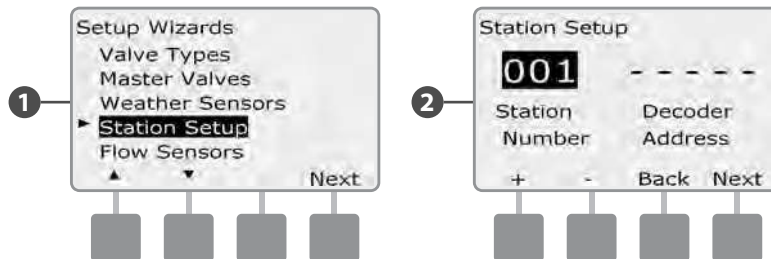 Setup Wizards
Valve Types
Master Valves
1
Weather Sensors
► Station Setup
Flow Sensors
▲ ▼ Next
Station Setup
001 - - - - -
2
Station Decoder
Number Address
+ - Back Next